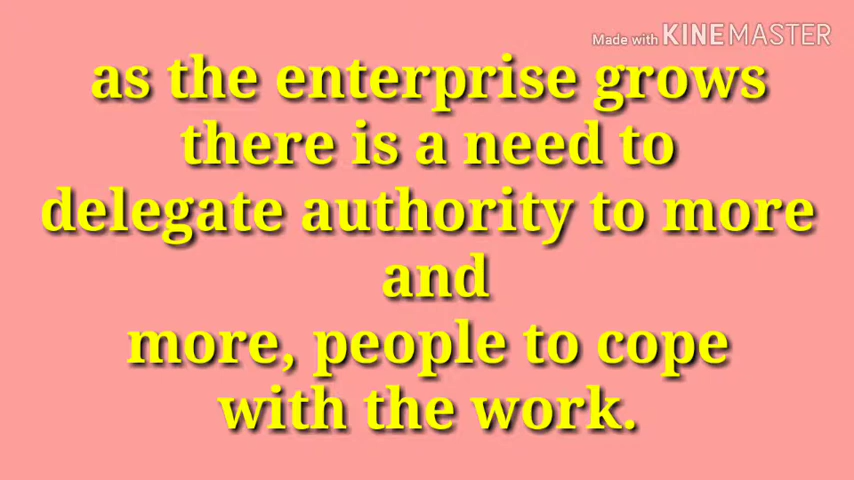 Made with KINEMASTER
as the enterprise grows
there is a need to
delegate authority to more
and
more, people to cope
with the work.